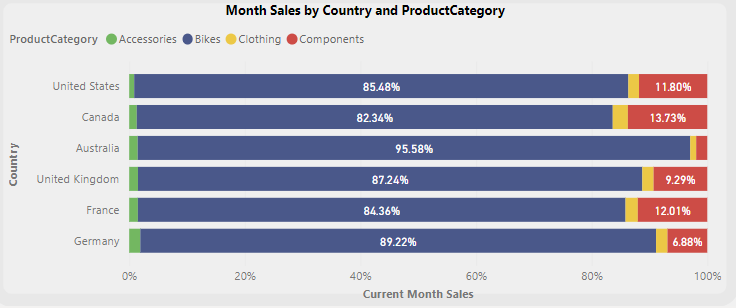 Month Sales by Country and ProductCategory
ProductCategory Accessories Bikes Clothing Components
United States 85.48% 11.80%
Canada 82.34% 13.73%
Australia 95.58%
United Kingdom 87.24% 9.29%
France 84.36% 12.01%
Germany 89.22% 6.88%
Country
0% 20% 40% 60% 80% 100%
Current Month Sales